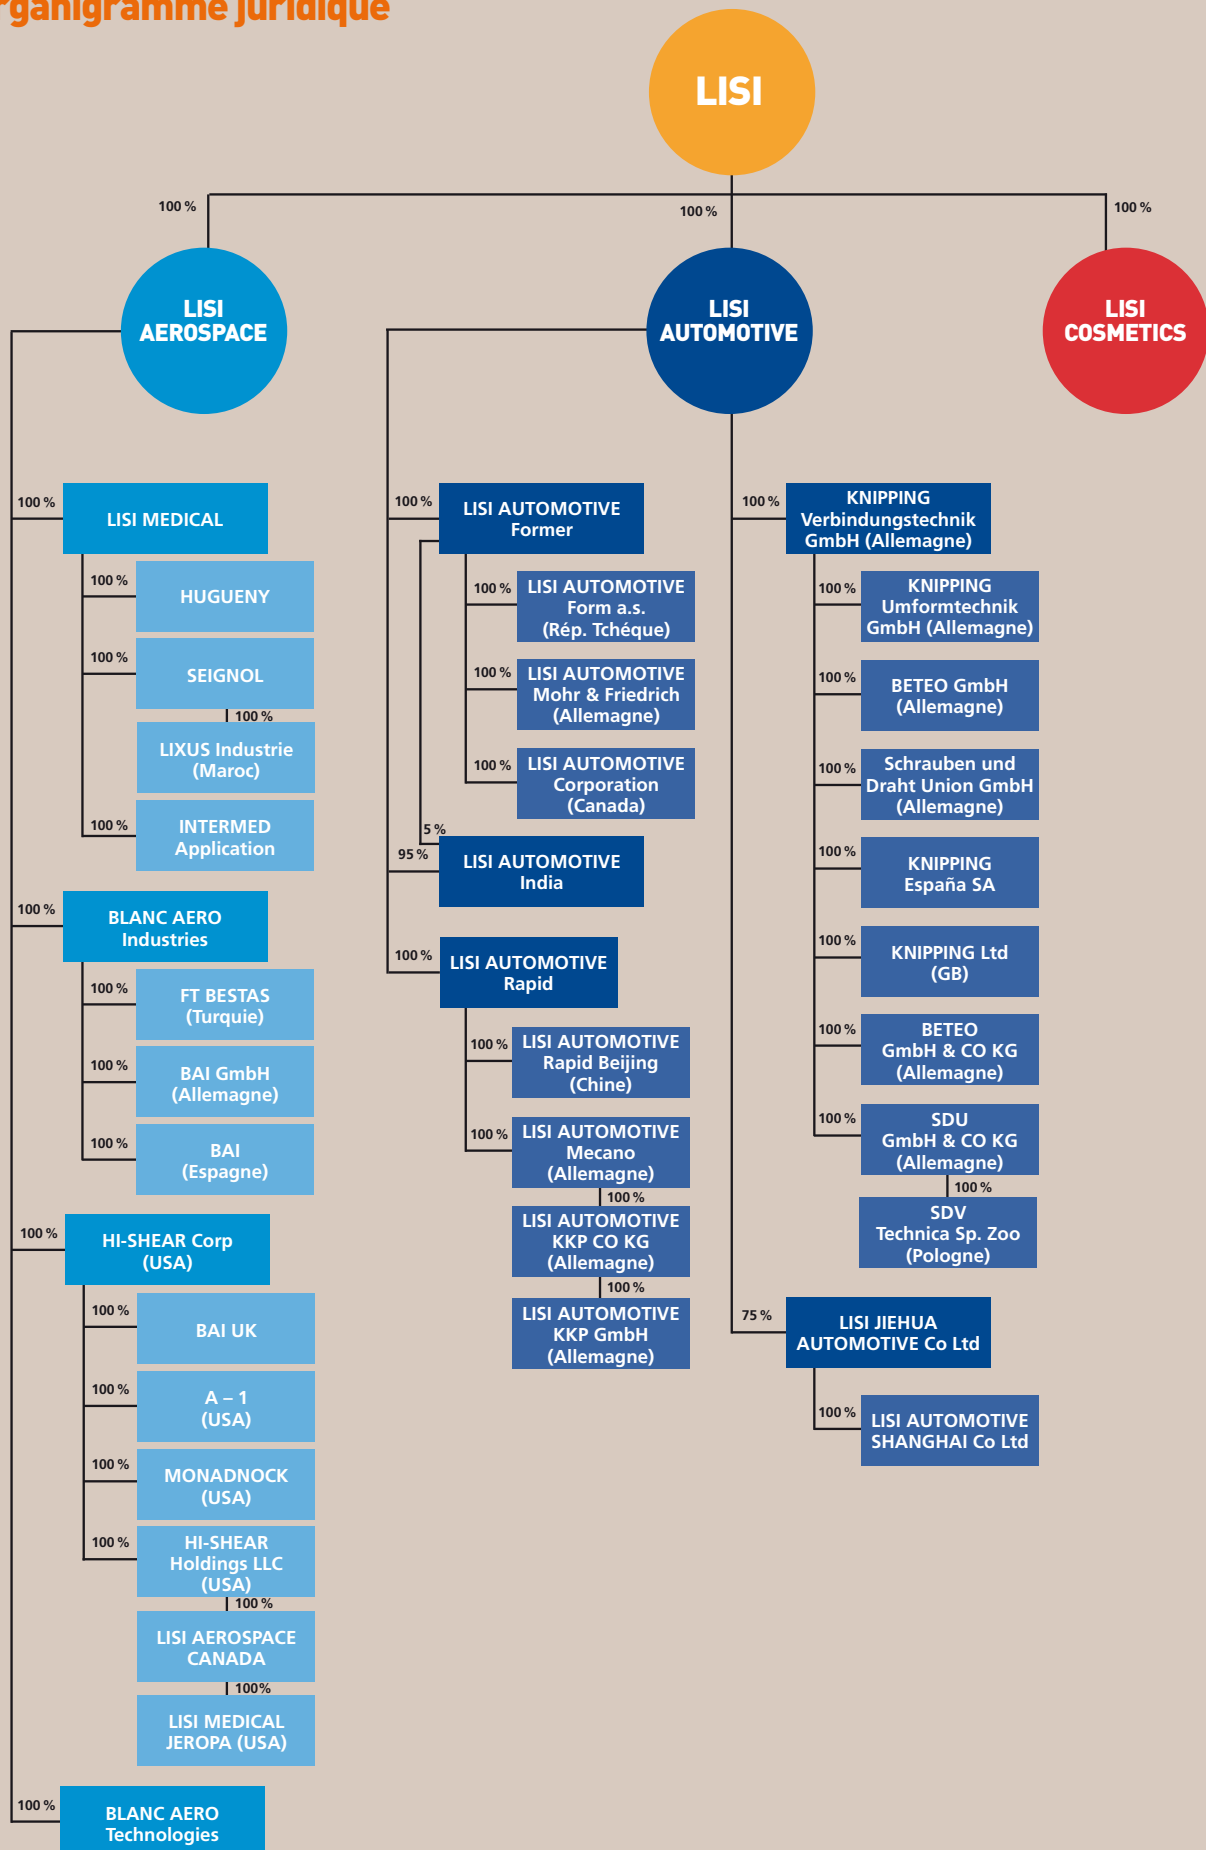 rganigramme juridique
LISI
100 %
100 %
100 %
LISI
AEROSPACE
LISI
AUTOMOTIVE
LISI
COSMETICS
100 %
LISI MEDICAL
100 %
HUGUENY
100 %
SEIGNOL
100 %
LIXUS Industrie
(Maroc)
100 %
INTERMED
Application
100 %
BLANC AERO
Industries
100 %
FT BESTAS
(Turquie)
100 %
BAI GmbH
(Allemagne)
100 %
BAI
(Espagne)
100 %
HI-SHEAR Corp
(USA)
100 %
BAI UK
100 %
A – 1
(USA)
100 %
MONADNOCK
(USA)
100 %
HI-SHEAR
Holdings LLC
(USA)
100 %
LISI AEROSPACE
CANADA
100%
LISI MEDICAL
JEROPA (USA)
100 %
BLANC AERO
Technologies
100 %
LISI AUTOMOTIVE
Former
100 %
LISI AUTOMOTIVE
Form a.s.
(Rép. Tchéque)
100 %
LISI AUTOMOTIVE
Mohr & Friedrich
(Allemagne)
100 %
LISI AUTOMOTIVE
Corporation
(Canada)
5 %
95 %
LISI AUTOMOTIVE
India
100 %
LISI AUTOMOTIVE
Rapid
100 %
LISI AUTOMOTIVE
Rapid Beijing
(Chine)
100 %
LISI AUTOMOTIVE
Mecano
(Allemagne)
100 %
LISI AUTOMOTIVE
KKP CO KG
(Allemagne)
100 %
LISI AUTOMOTIVE
KKP GmbH
(Allemagne)
100 %
KNIPPING
Verbindungstechnik
GmbH (Allemagne)
100 %
KNIPPING
Umformtechnik
GmbH (Allemagne)
100 %
BETEO GmbH
(Allemagne)
100 %
Schrauben und
Draht Union GmbH
(Allemagne)
100 %
KNIPPING
España SA
100 %
KNIPPING Ltd
(GB)
100 %
BETEO
GmbH & CO KG
(Allemagne)
100 %
SDU
GmbH & CO KG
(Allemagne)
100 %
SDV
Technica Sp. Zoo
(Pologne)
75 %
LISI JIEHUA
AUTOMOTIVE Co Ltd
100 %
LISI AUTOMOTIVE
SHANGHAI Co Ltd